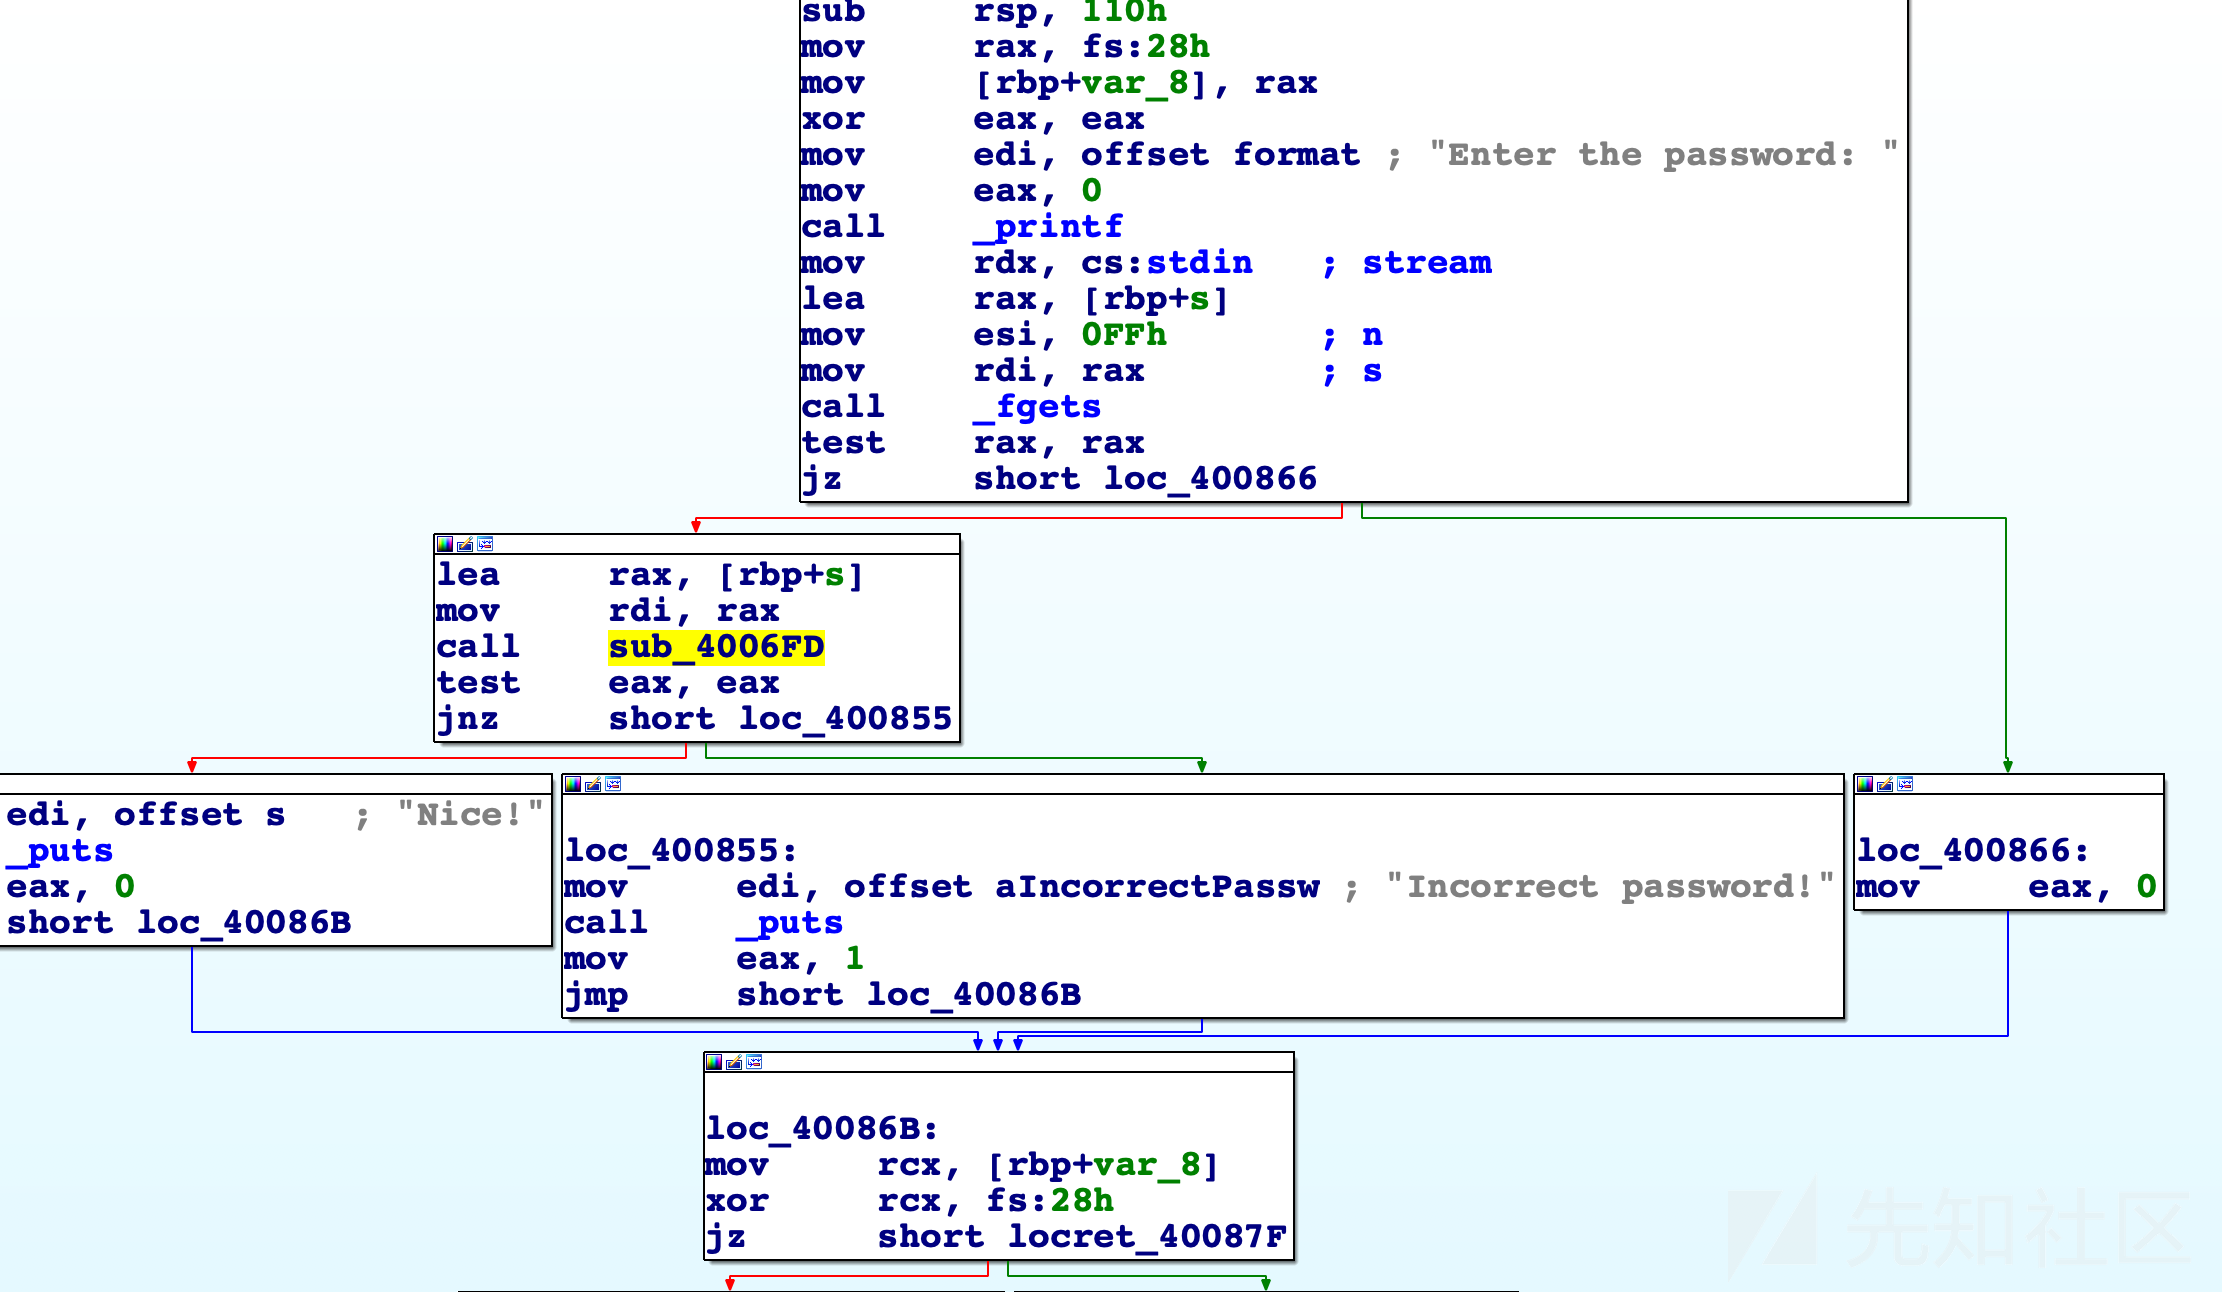 sub rsp, 110h
mov rax, fs:28h
mov [rbp+var_8], rax
xor eax, eax
mov edi, offset format ; "Enter the password: "
mov eax, 0
call _printf
mov rdx, cs:stdin ; stream
lea rax, [rbp+s]
mov esi, 0FFh ; n
mov rdi, rax ; s
call _fgets
test rax, rax
jz short loc_400866
lea rax, [rbp+s]
mov rdi, rax
call sub_4006FD
test eax, eax
jnz short loc_400855
edi, offset s ; "Nice!"
_puts
eax, 0
short loc_40086B
loc_400855:
mov edi, offset aIncorrectPassw ; "Incorrect password!"
call _puts
mov eax, 1
jmp short loc_40086B
loc_400866:
mov eax, 0
loc_40086B:
mov rcx, [rbp+var_8]
xor rcx, fs:28h
jz short locret_40087F
先知社区